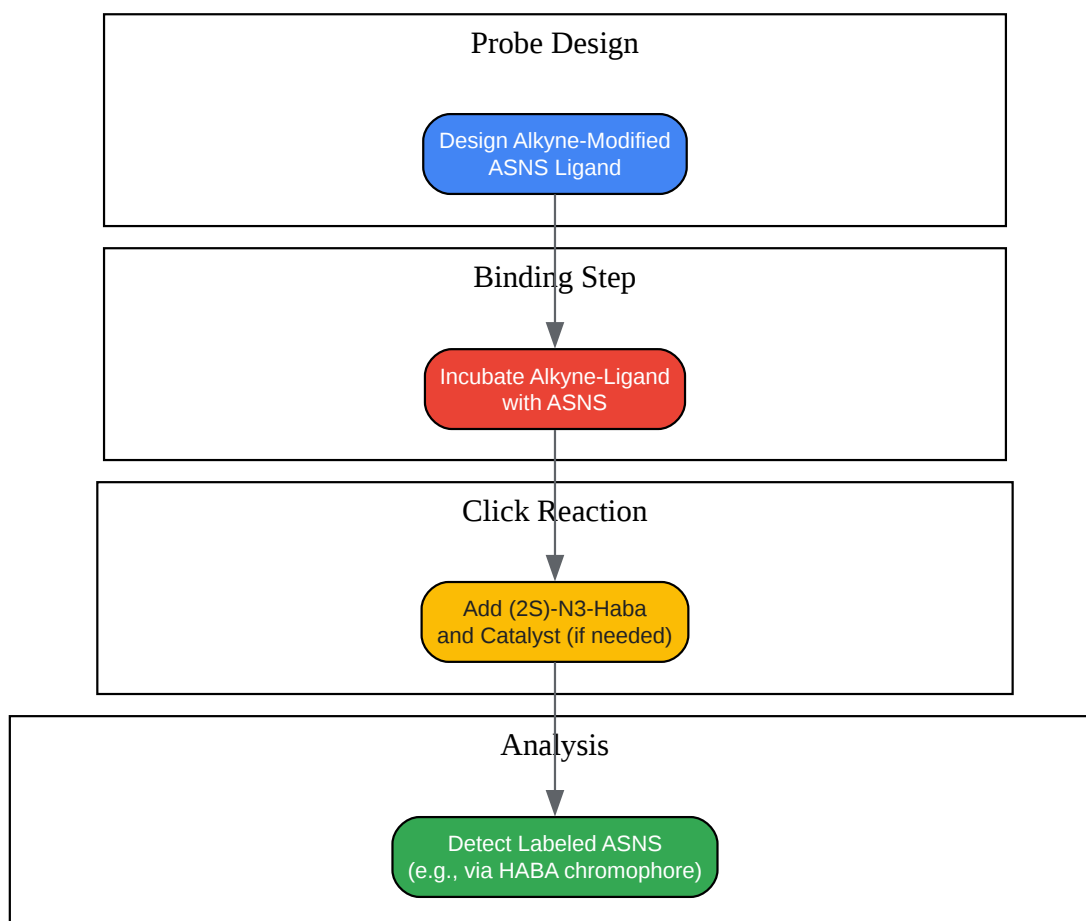 Probe Design
Design Alkyne-Modified
ASNS Ligand
Binding Step
Incubate Alkyne-Ligand
with ASNS
Click Reaction
Add (2S)-N3-Haba
and Catalyst (if needed)
Analysis
Detect Labeled ASNS
(e.g., via HABA chromophore)